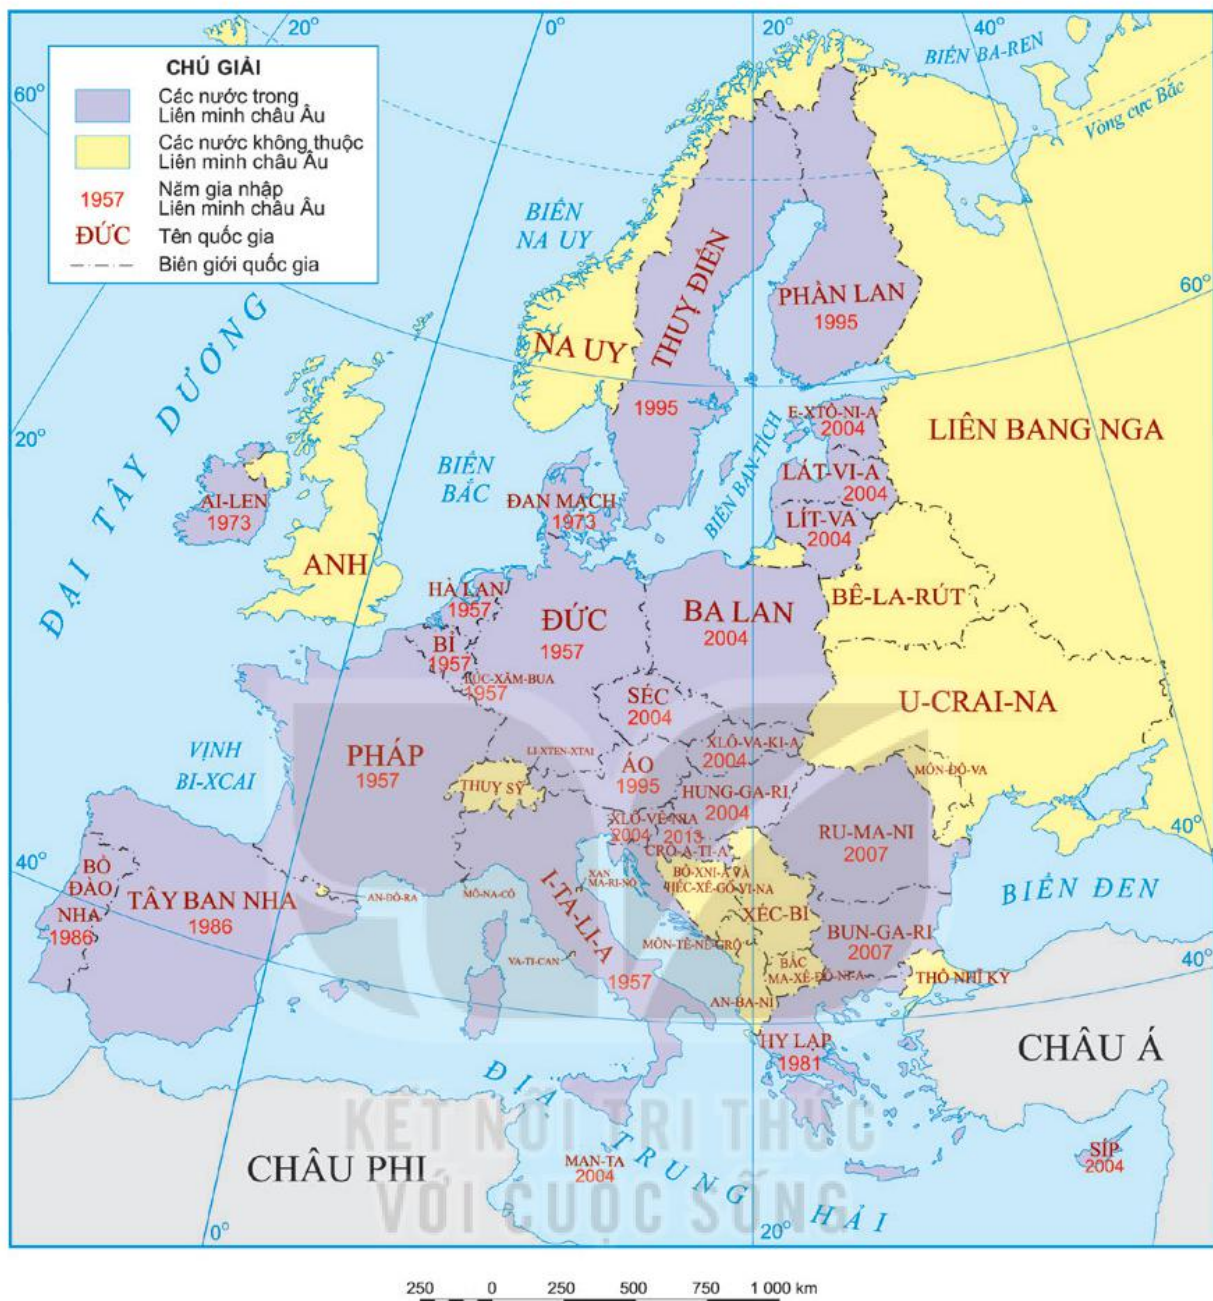 20°
0°
20°
40°
BIỂN BA-REN
CHÚ GIẢI
Các nước trong
Liên minh châu Âu
Các nước không thuộc
Liên minh châu Âu
1957
Năm gia nhập
Liên minh châu Âu
ĐỨC
Tên quốc gia
Biên giới quốc gia
60°
Vòng cực Bắc
BIỂN
NA UY
THUỴ ĐIỂN
1995
PHẦN LAN
1995
60°
NA UY
ĐẠI TÂY DƯƠNG
20°
E-XTÔ-NI-A
2004
LIÊN BANG NGA
BIỂN
BẮC
BIỂN BAN-TÍCH
LÁT-VI-A
2004
AI-LEN
1973
ĐAN MẠCH
1973
LÍT-VA
2004
ANH
HÀ LAN
1957
ĐỨC
1957
BA LAN
2004
BÊ-LA-RÚT
BỈ
1957
LÚC-XĂM-BUA
1957
SÉC
2004
U-CRAI-NA
VỊNH
BI-XCAI
PHÁP
1957
LI-XTEN-XTAI
XLÔ-VA-KI-A
2004
ÁO
1995
THUỴ SỸ
HUNG-GA-RI
2004
MÔN-ĐÔ-VA
XLÔ-VÊ-NIA
2004
2013
CRÔ-A-TI-A
RU-MA-NI
2007
40°
40°
BỒ
ĐÀO
NHA
1986
TÂY BAN NHA
1986
AN-ĐÔ-RA
MÔ-NA-CÔ
XAN
MA-RI-NÔ
I-TA-LI-A
1957
BÔ-XNI-A VÀ
HÉC-XÊ-GÔ-VI-NA
XÉC-BI
BIỂN ĐEN
BUN-GA-RI
2007
MÔN-TÊ-NÊ-GRÔ
VA-TI-CAN
BẮC
MA-XÊ-ĐÔ-NI-A
THỔ NHĨ KỲ
40°
AN-BA-NI
HY LẠP
1981
CHÂU Á
ĐỊA TRUNG HẢI
KẾT NỐI TRI THỨC
VỚI CUỘC SỐNG
CHÂU PHI
MAN-TA
2004
SÍP
2004
0°
20°
250 0 250 500 750 1 000 km